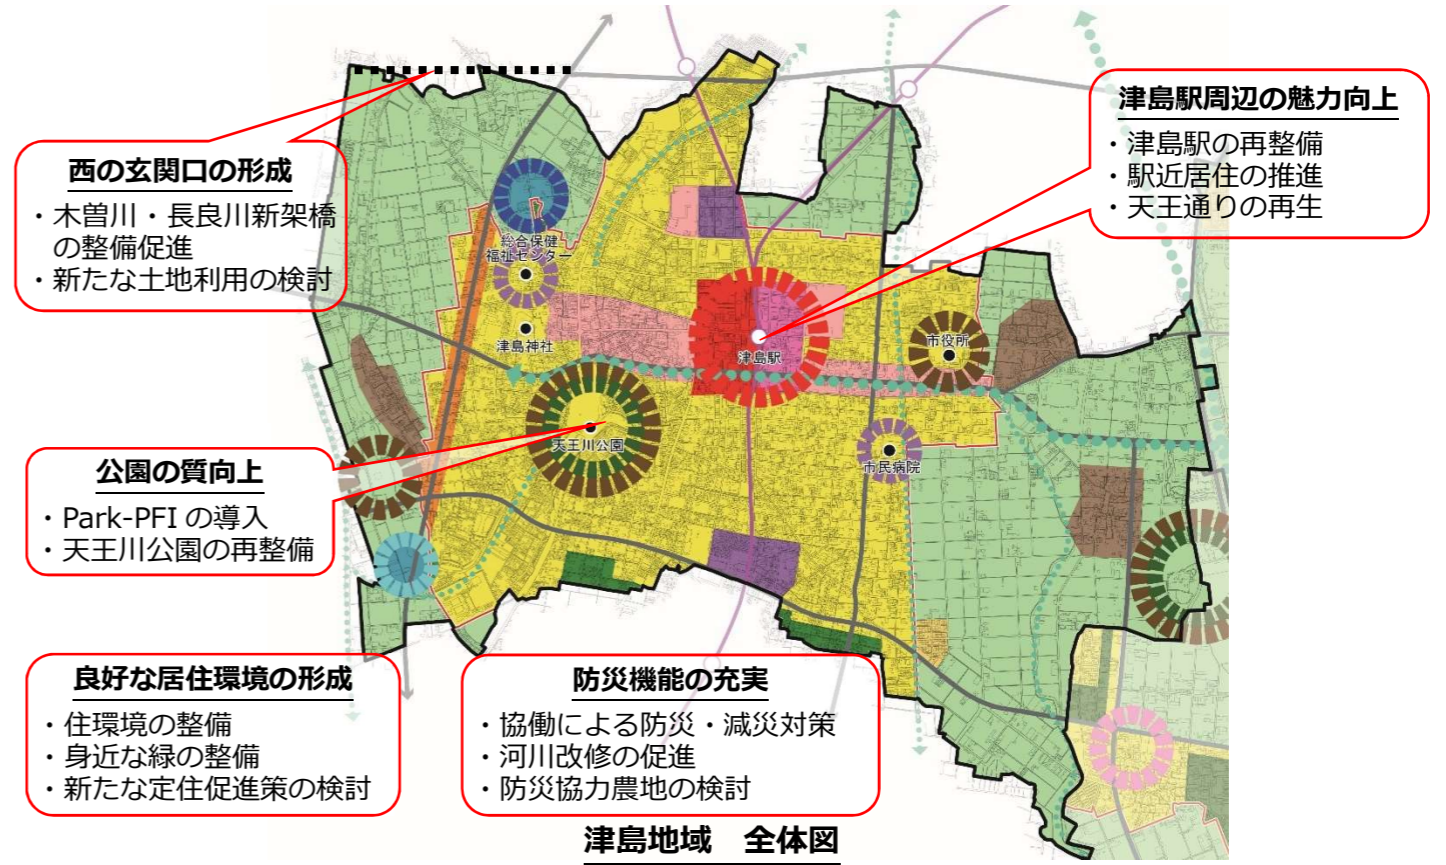 西の玄関口の形成
・木曽川・長良川新架橋
の整備促進
・新たな土地利用の検討
津島駅周辺の魅力向上
・津島駅の再整備
・駅近居住の推進
・天王通りの再生
総合保健
福祉センター
津島神社
津島駅
市役所
天王川公園
市民病院
公園の質向上
・Park-PFI の導入
・天王川公園の再整備
良好な居住環境の形成
・住環境の整備
・身近な緑の整備
・新たな定住促進策の検討
防災機能の充実
・協働による防災・減災対策
・河川改修の促進
・防災協力農地の検討
津島地域　全体図